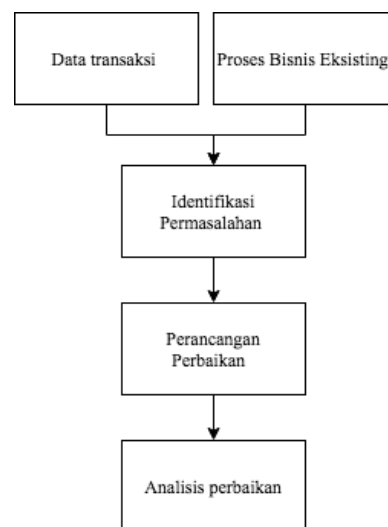 Data transaksi
Proses Bisnis Eksisting
Identifikasi
Permasalahan
Perancangan
Perbaikan
Analisis perbaikan